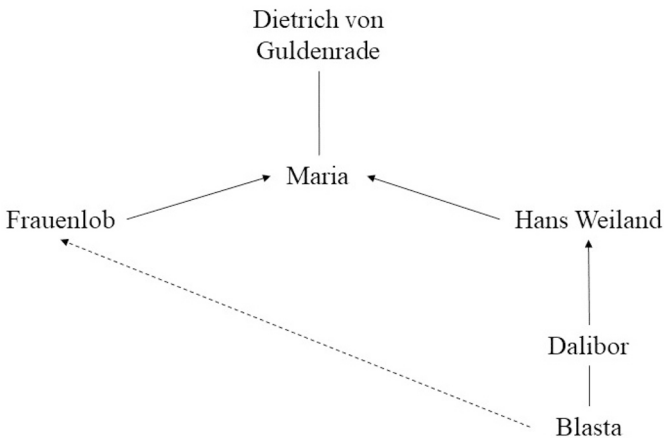 Dietrich von
Guldenrade
Maria
Frauenlob
Hans Weiland
Dalibor
Blasta